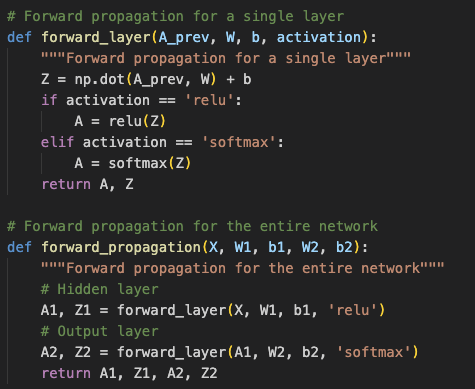 # Forward propagation for a single layer
def forward_layer(A_prev, W, b, activation):
    """Forward propagation for a single layer"""
    Z = np.dot(A_prev, W) + b
    if activation == 'relu':
        A = relu(Z)
    elif activation == 'softmax':
        A = softmax(Z)
    return A, Z

# Forward propagation for the entire network
def forward_propagation(X, W1, b1, W2, b2):
    """Forward propagation for the entire network"""
    # Hidden layer
    A1, Z1 = forward_layer(X, W1, b1, 'relu')
    # Output layer
    A2, Z2 = forward_layer(A1, W2, b2, 'softmax')
    return A1, Z1, A2, Z2